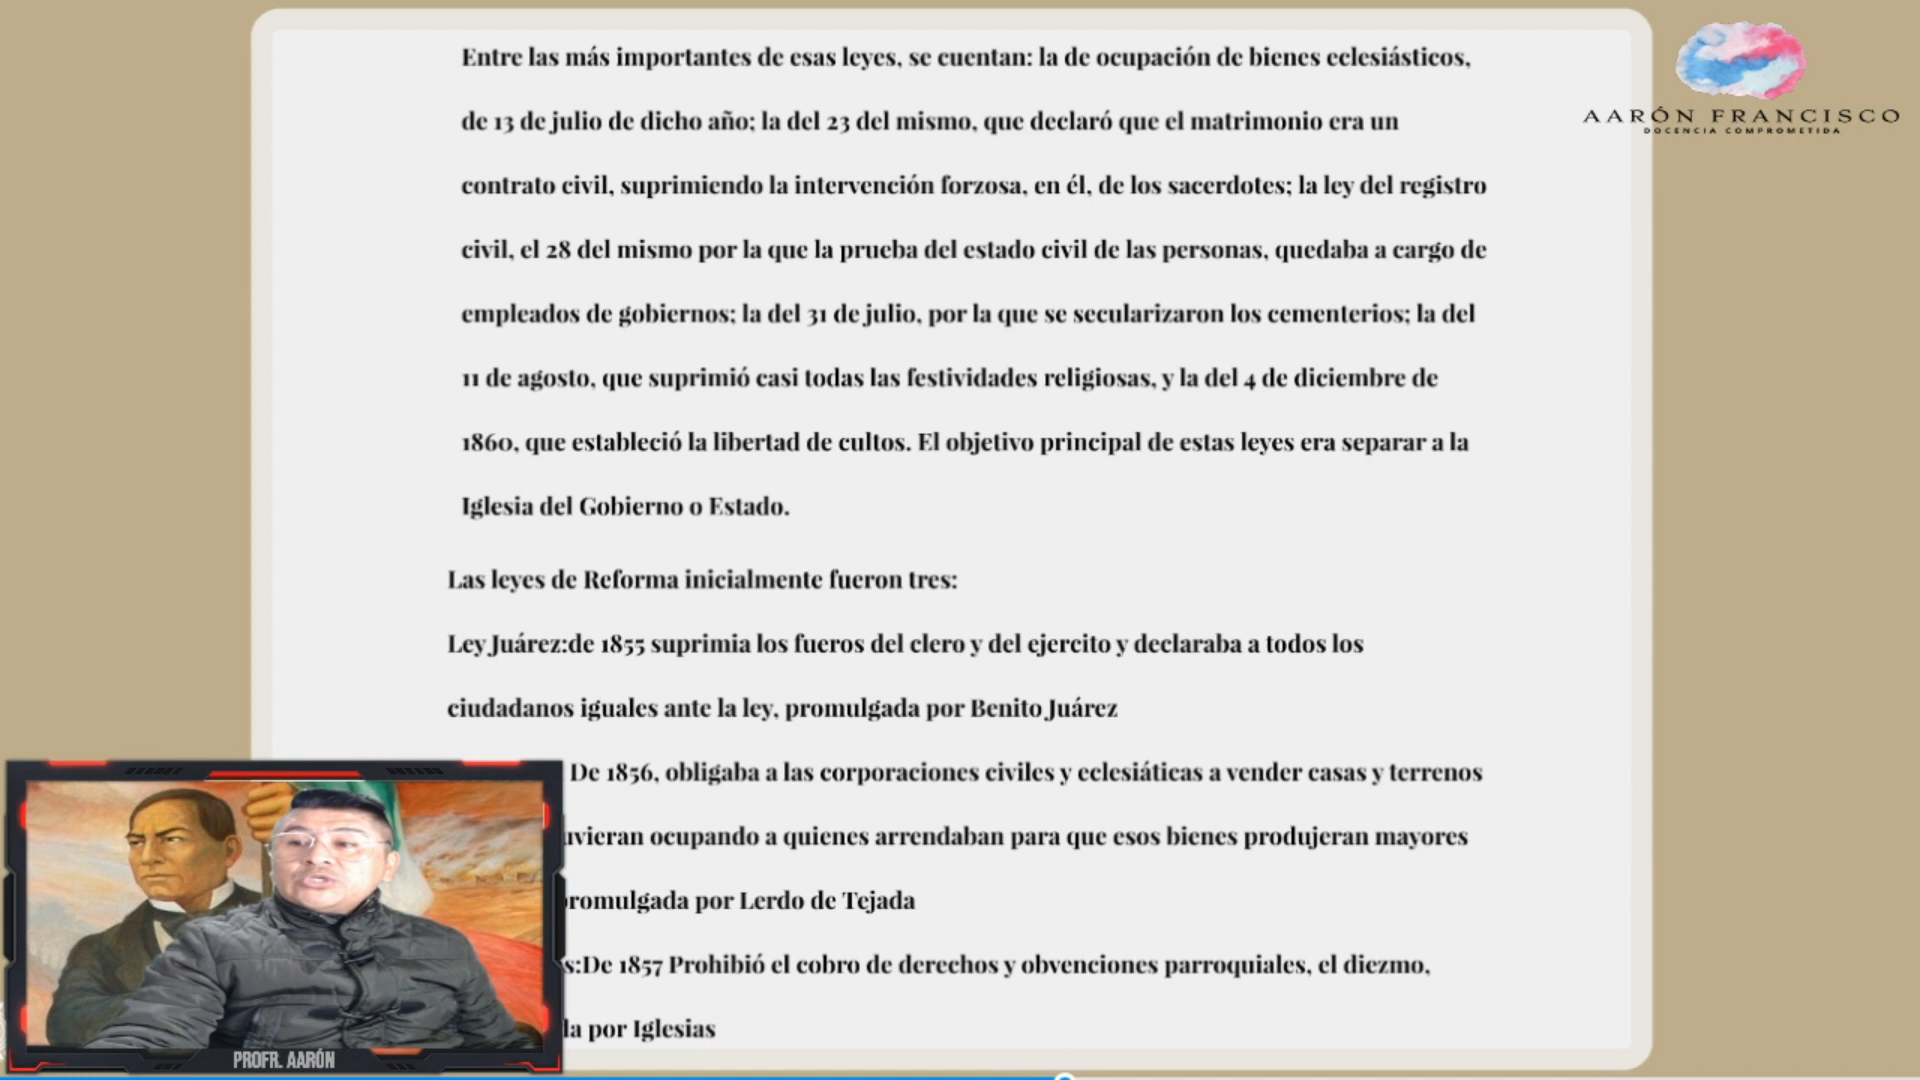 Entre las más importantes de esas leyes, se cuentan: la de ocupación de bienes eclesiásticos,
de 13 de julio de dicho año; la del 23 del mismo, que declaró que el matrimonio era un
contrato civil, suprimiendo la intervención forzosa, en él, de los sacerdotes; la ley del registro
civil, el 28 del mismo por la que la prueba del estado civil de las personas, quedaba a cargo de
empleados de gobiernos; la del 31 de julio, por la que se secularizaron los cementerios; la del
11 de agosto, que suprimió casi todas las festividades religiosas, y la del 4 de diciembre de
1860, que estableció la libertad de cultos. El objetivo principal de estas leyes era separar a la
Iglesia del Gobierno o Estado.
Las leyes de Reforma inicialmente fueron tres:
Ley Juárez:de 1855 suprimia los fueros del clero y del ejercito y declaraba a todos los
ciudadanos iguales ante la ley, promulgada por Benito Juárez
De 1856, obligaba a las corporaciones civiles y eclesiáticas a vender casas y terrenos
uvieran ocupando a quienes arrendaban para que esos bienes produjeran mayores
romulgada por Lerdo de Tejada
s:De 1857 Prohibió el cobro de derechos y obvenciones parroquiales, el diezmo,
la por Iglesias
AARÓN FRANCISCO
DOCENCIA COMPROMETIDA
PROFR. AARÓN